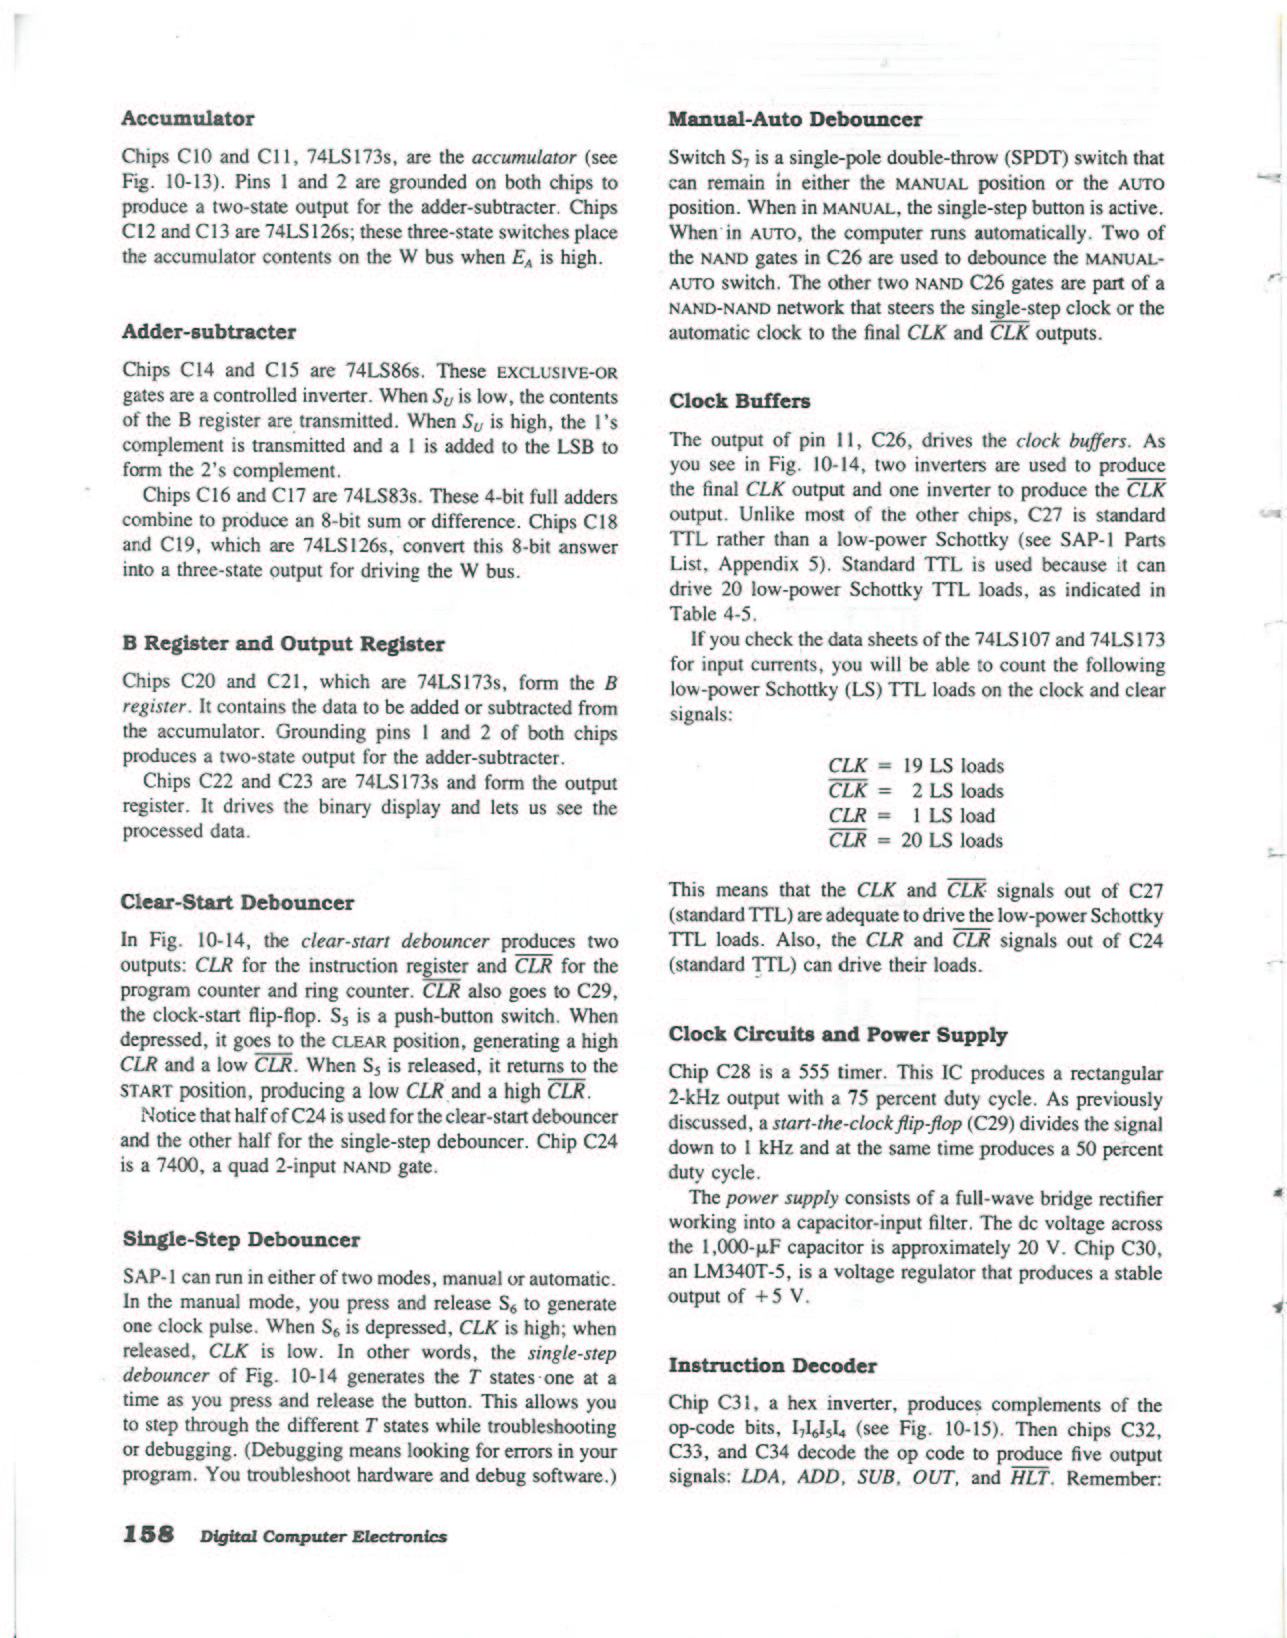 Accumulator
Chips C10 and C11, 74LS173s, are the accumulator (see
Fig. 10-13). Pins 1 and 2 are grounded on both chips to
produce a two-state output for the adder-subtracter. Chips
C12 and C13 are 74LS126s; these three-state switches place
the accumulator contents on the W bus when E_A is high.
Adder-subtracter
Chips C14 and C15 are 74LS86s. These EXCLUSIVE-OR
gates are a controlled inverter. When S_U is low, the contents
of the B register are transmitted. When S_U is high, the 1's
complement is transmitted and a 1 is added to the LSB to
form the 2's complement.
Chips C16 and C17 are 74LS83s. These 4-bit full adders
combine to produce an 8-bit sum or difference. Chips C18
and C19, which are 74LS126s, convert this 8-bit answer
into a three-state output for driving the W bus.
B Register and Output Register
Chips C20 and C21, which are 74LS173s, form the B
register. It contains the data to be added or subtracted from
the accumulator. Grounding pins 1 and 2 of both chips
produces a two-state output for the adder-subtracter.
Chips C22 and C23 are 74LS173s and form the output
register. It drives the binary display and lets us see the
processed data.
Clear-Start Debouncer
In Fig. 10-14, the clear-start debouncer produces two
outputs: CLR for the instruction register and C̅L̅R̅ for the
program counter and ring counter. C̅L̅R̅ also goes to C29,
the clock-start flip-flop. S₅ is a push-button switch. When
depressed, it goes to the CLEAR position, generating a high
CLR and a low C̅L̅R̅. When S₅ is released, it returns to the
START position, producing a low CLR and a high C̅L̅R̅.
Notice that half of C24 is used for the clear-start debouncer
and the other half for the single-step debouncer. Chip C24
is a 7400, a quad 2-input NAND gate.
Single-Step Debouncer
SAP-1 can run in either of two modes, manual or automatic.
In the manual mode, you press and release S₆ to generate
one clock pulse. When S₆ is depressed, CLK is high; when
released, CLK is low. In other words, the single-step
debouncer of Fig. 10-14 generates the T states one at a
time as you press and release the button. This allows you
to step through the different T states while troubleshooting
or debugging. (Debugging means looking for errors in your
program. You troubleshoot hardware and debug software.)
Manual-Auto Debouncer
Switch S₇ is a single-pole double-throw (SPDT) switch that
can remain in either the MANUAL position or the AUTO
position. When in MANUAL, the single-step button is active.
When in AUTO, the computer runs automatically. Two of
the NAND gates in C26 are used to debounce the MANUAL-
AUTO switch. The other two NAND C26 gates are part of a
NAND-NAND network that steers the single-step clock or the
automatic clock to the final CLK and C̅L̅K̅ outputs.
Clock Buffers
The output of pin 11, C26, drives the clock buffers. As
you see in Fig. 10-14, two inverters are used to produce
the final CLK output and one inverter to produce the C̅L̅K̅
output. Unlike most of the other chips, C27 is standard
TTL rather than a low-power Schottky (see SAP-1 Parts
List, Appendix 5). Standard TTL is used because it can
drive 20 low-power Schottky TTL loads, as indicated in
Table 4-5.
If you check the data sheets of the 74LS107 and 74LS173
for input currents, you will be able to count the following
low-power Schottky (LS) TTL loads on the clock and clear
signals:
CLK = 19 LS loads
C̅L̅K̅ = 2 LS loads
CLR = 1 LS load
C̅L̅R̅ = 20 LS loads
This means that the CLK and C̅L̅K̅ signals out of C27
(standard TTL) are adequate to drive the low-power Schottky
TTL loads. Also, the CLR and C̅L̅R̅ signals out of C24
(standard TTL) can drive their loads.
Clock Circuits and Power Supply
Chip C28 is a 555 timer. This IC produces a rectangular
2-kHz output with a 75 percent duty cycle. As previously
discussed, a start-the-clock flip-flop (C29) divides the signal
down to 1 kHz and at the same time produces a 50 percent
duty cycle.
The power supply consists of a full-wave bridge rectifier
working into a capacitor-input filter. The dc voltage across
the 1,000-μF capacitor is approximately 20 V. Chip C30,
an LM340T-5, is a voltage regulator that produces a stable
output of +5 V.
Instruction Decoder
Chip C31, a hex inverter, produces complements of the
op-code bits, I₇I₆I₅I₄ (see Fig. 10-15). Then chips C32,
C33, and C34 decode the op code to produce five output
signals: LDA, ADD, SUB, OUT, and H̅L̅T̅. Remember:
158 Digital Computer Electronics